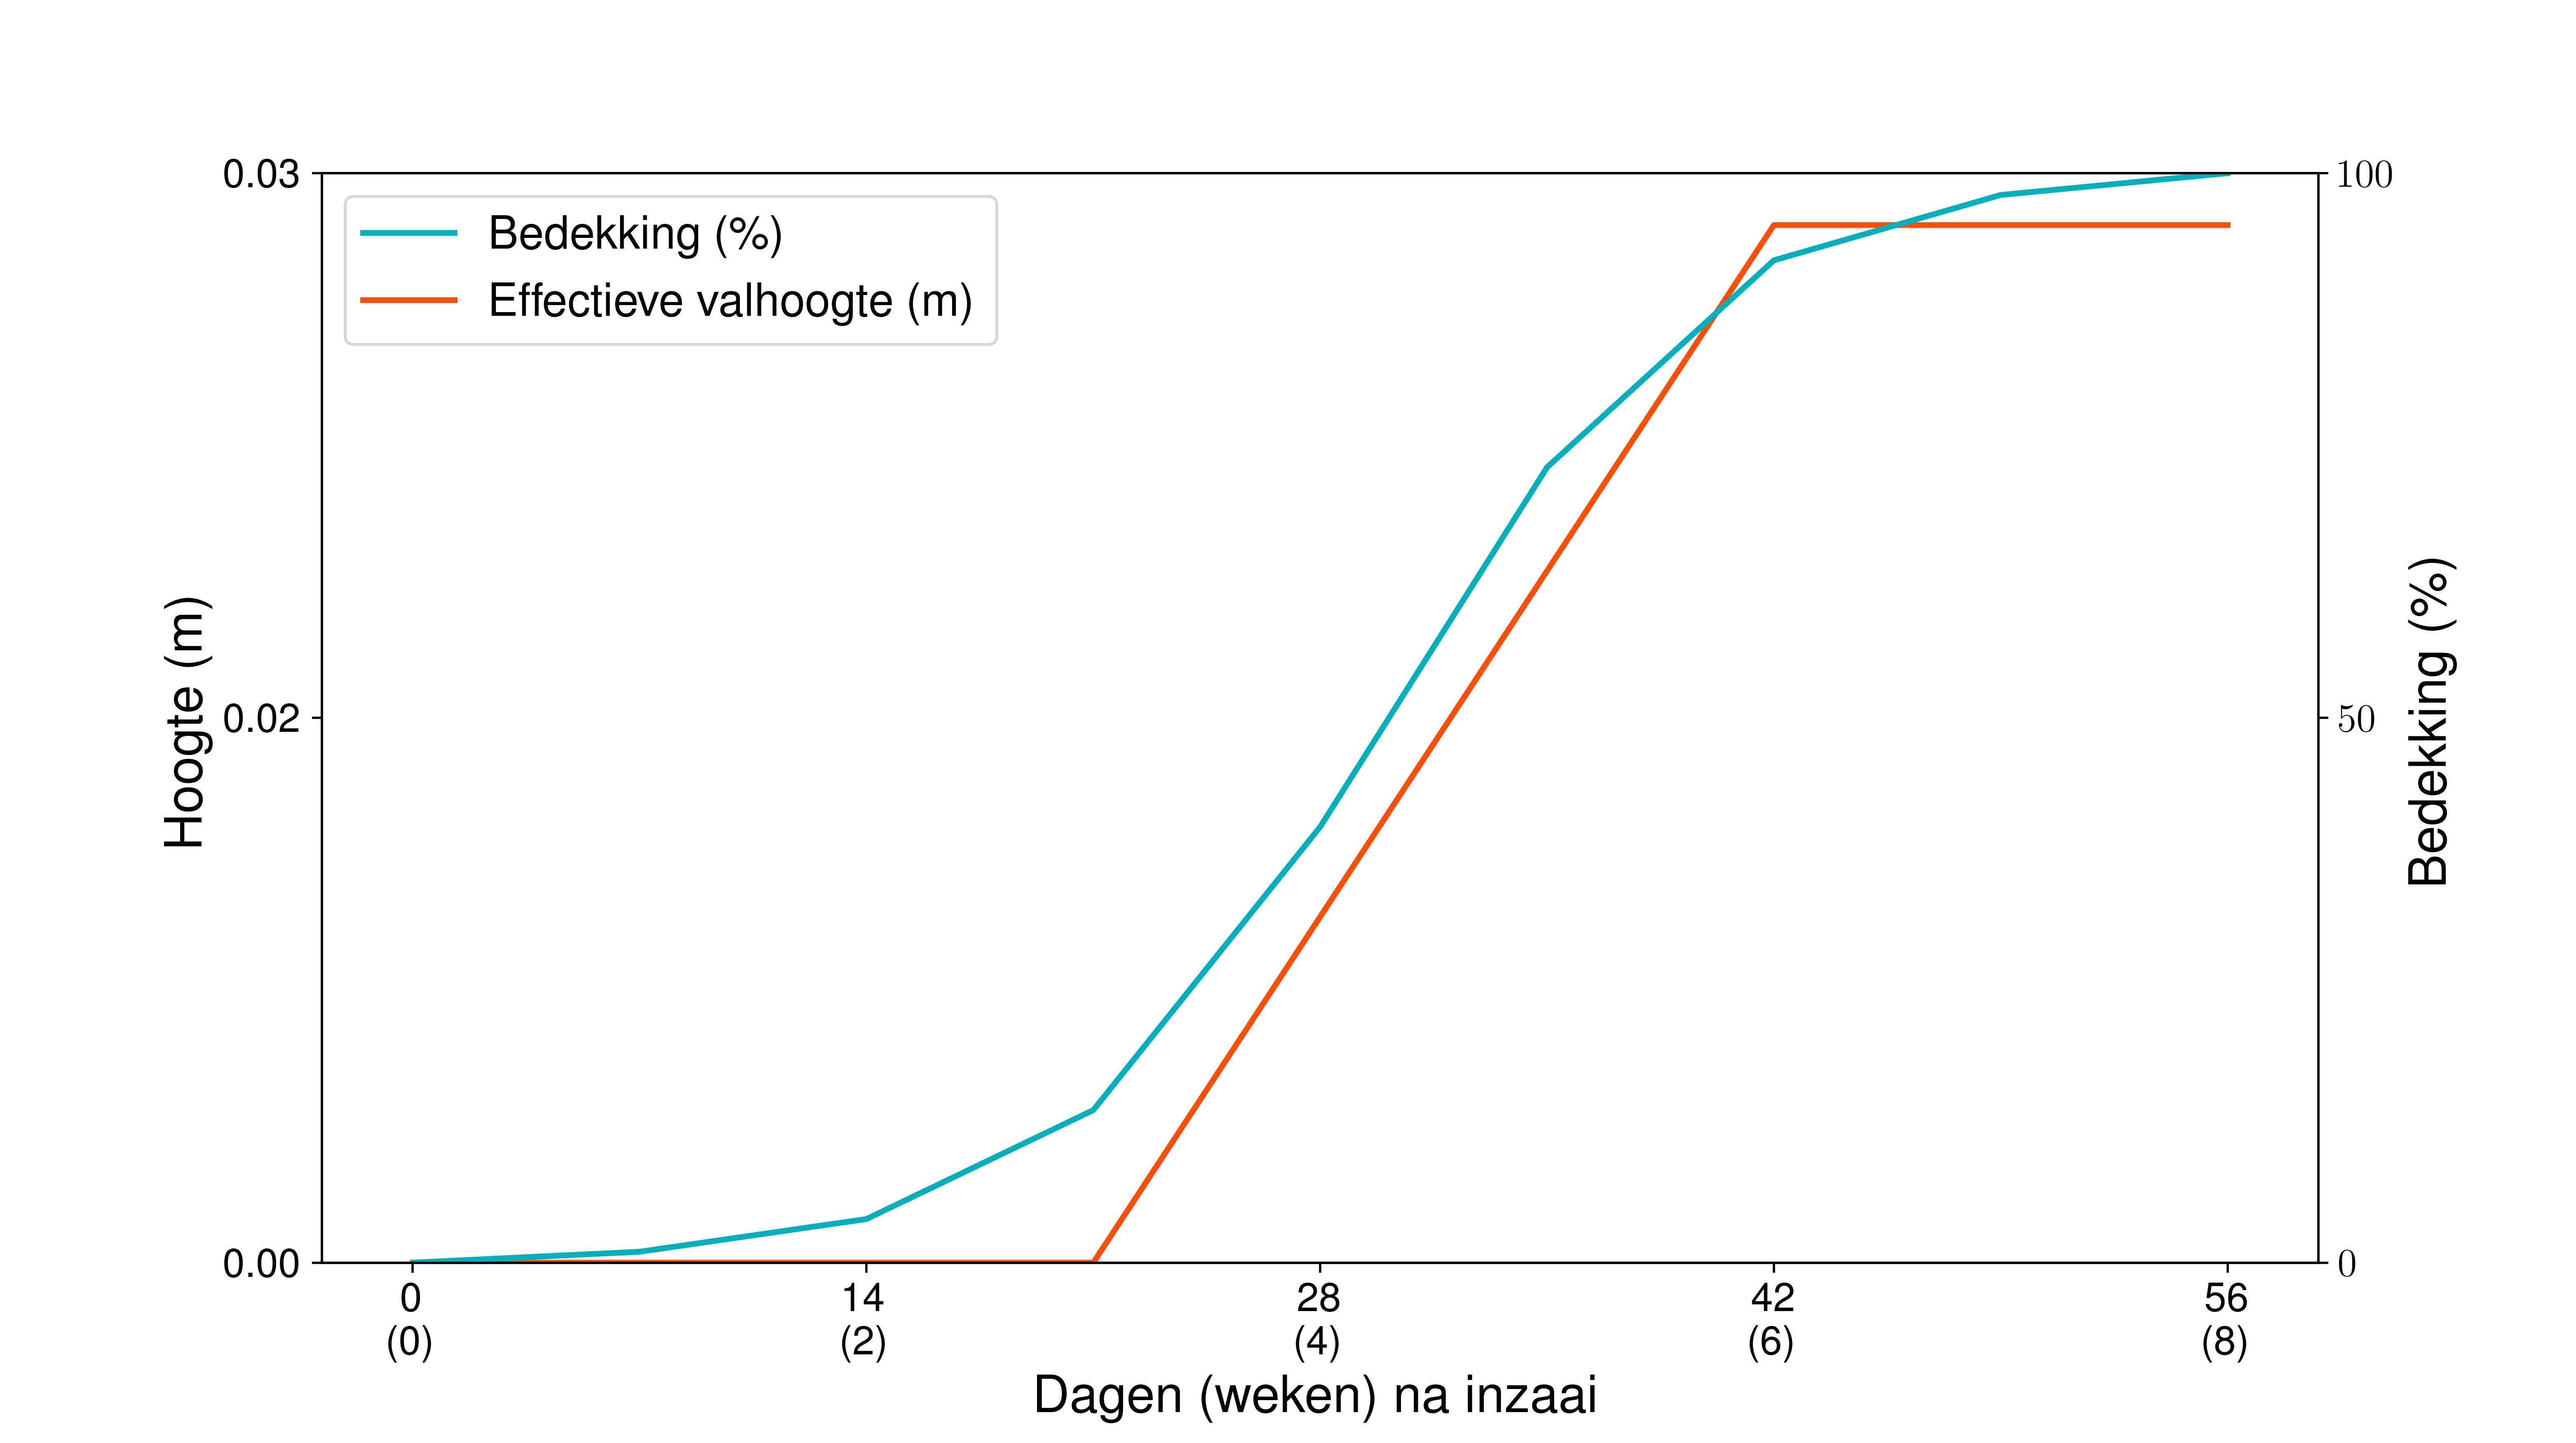 0.03
0.02
0.00
Hoogte (m)
Bedekking (%)
Effectieve valhoogte (m)
100
50
0
Bedekking (%)
0 14 28 42 56
(0) (2) (4) (6) (8)
Dagen (weken) na inzaai